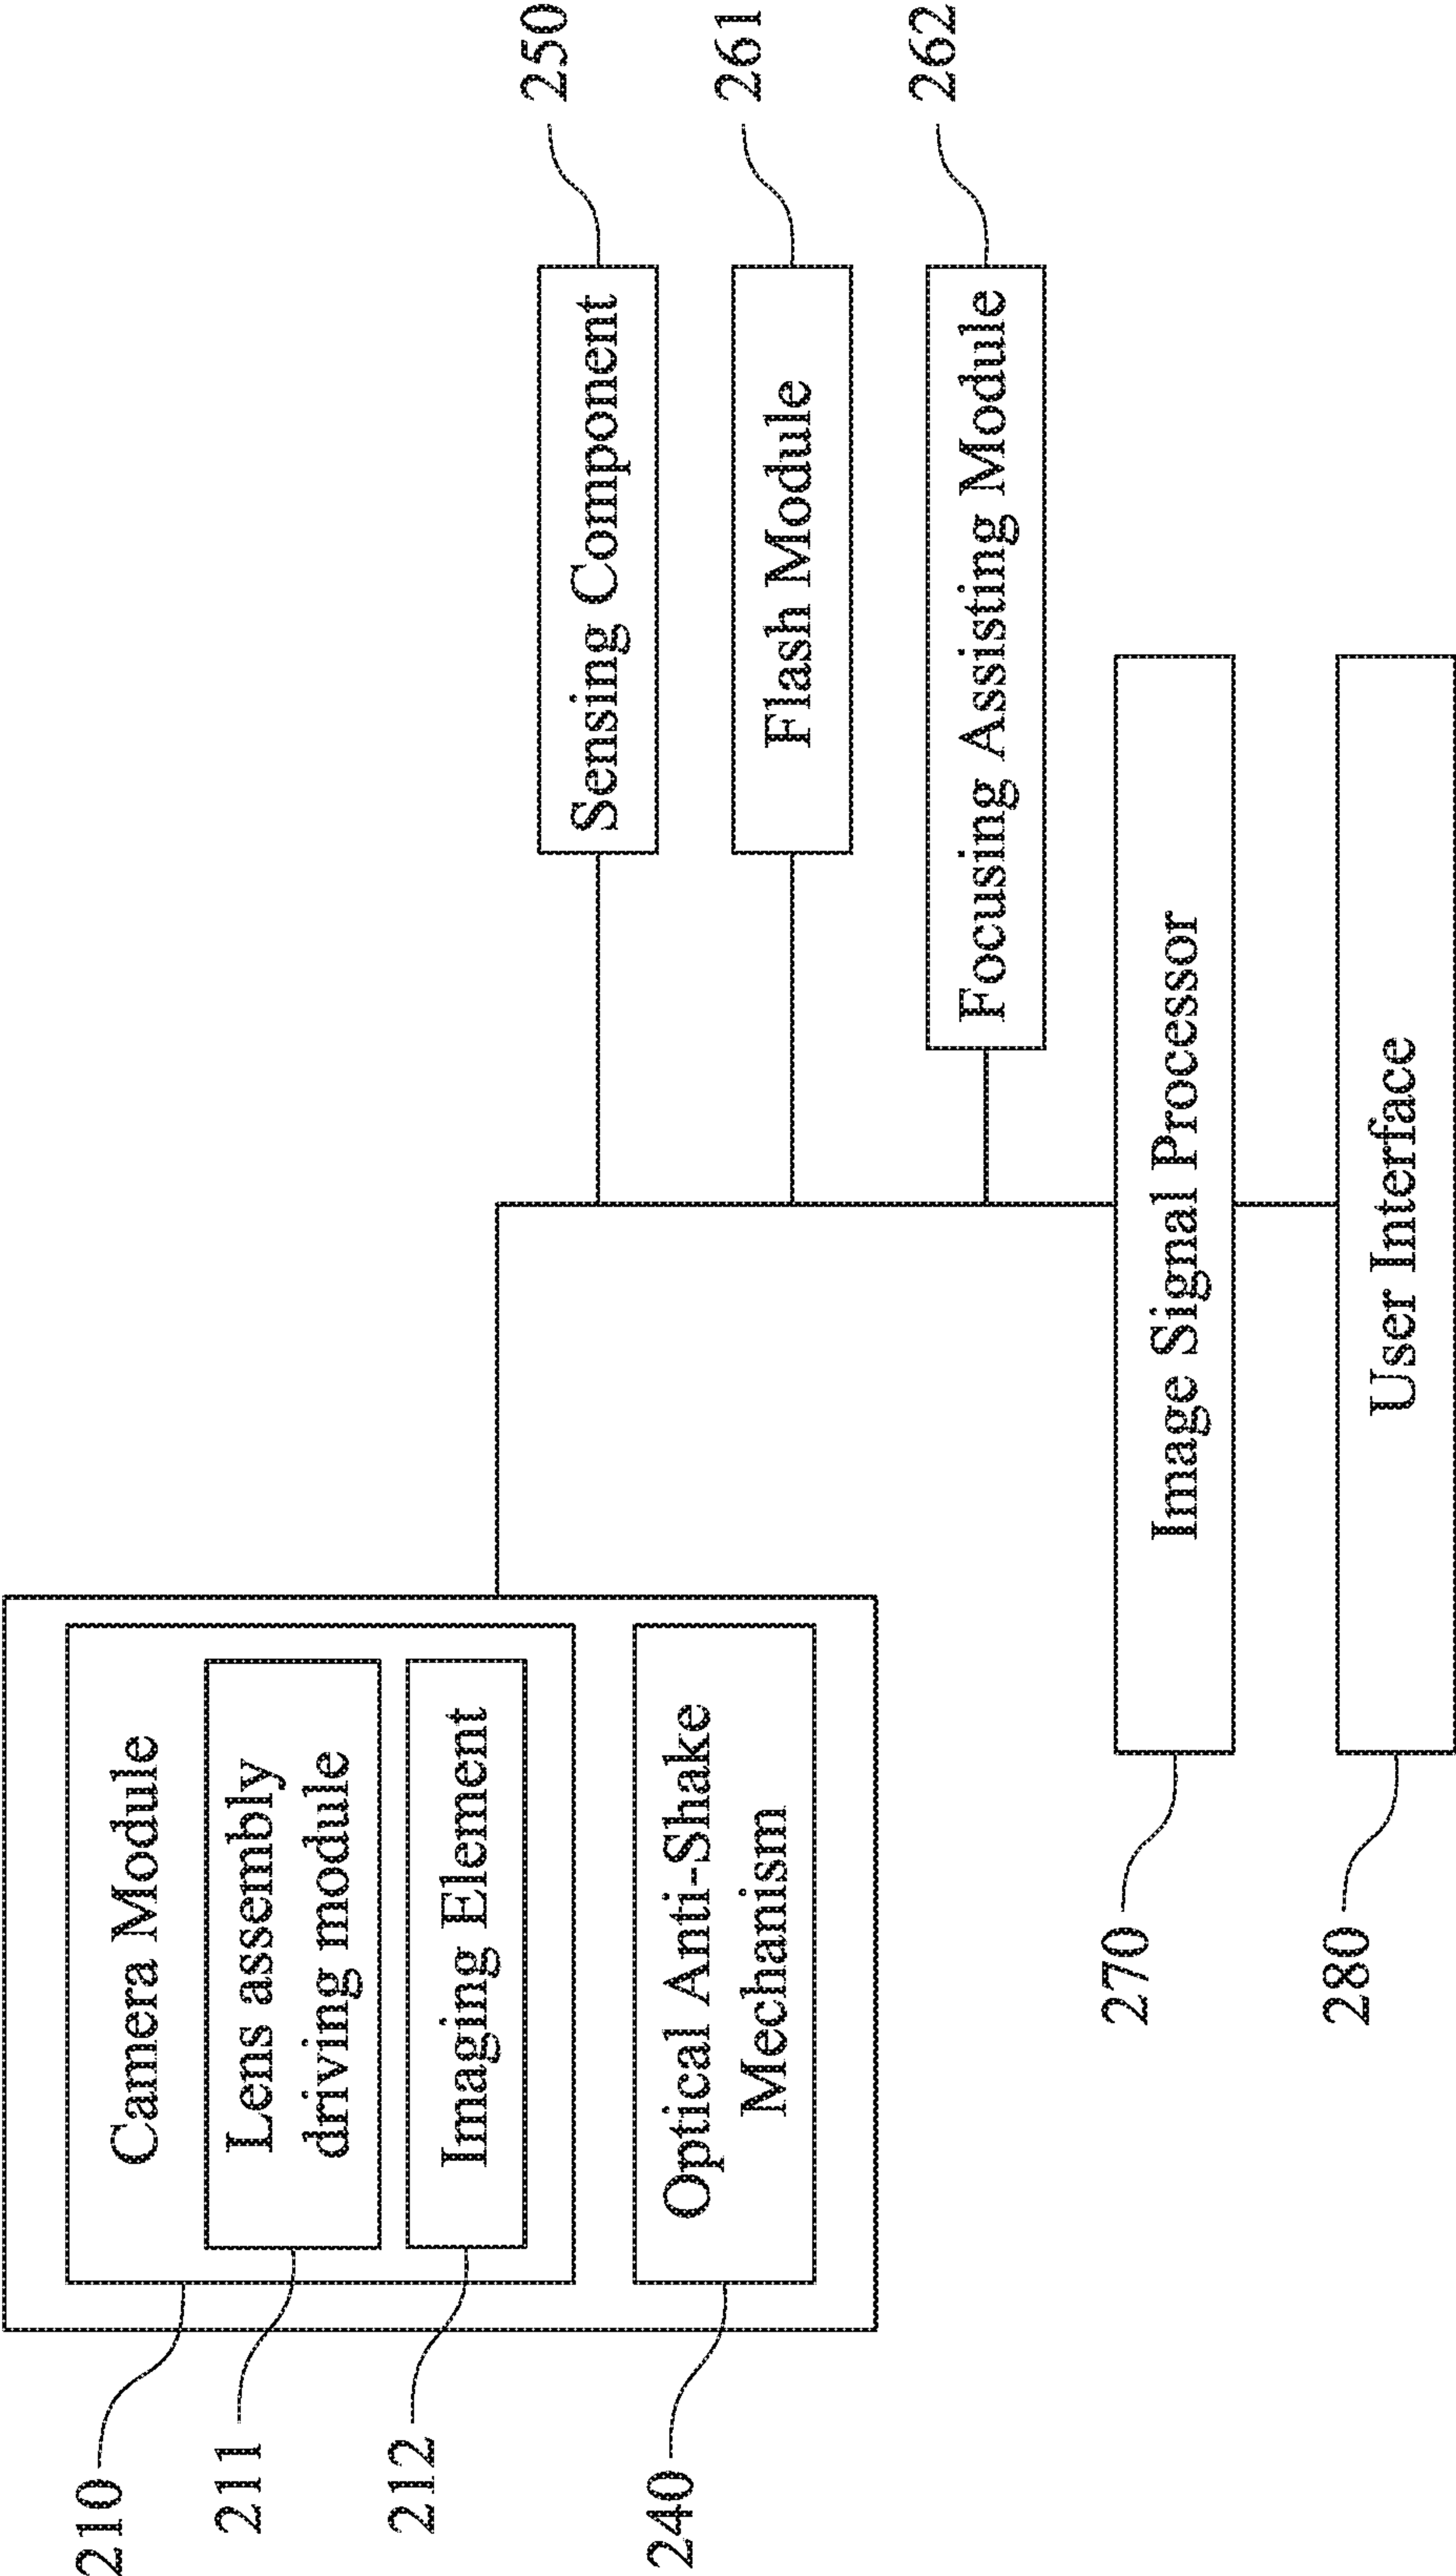 210
Camera Module
211
Lens assembly
driving module
212
Imaging Element
240
Optical Anti-Shake
Mechanism
Sensing Component
250
Flash Module
261
Focusing Assisting Module
262
270
Image Signal Processor
280
User Interface